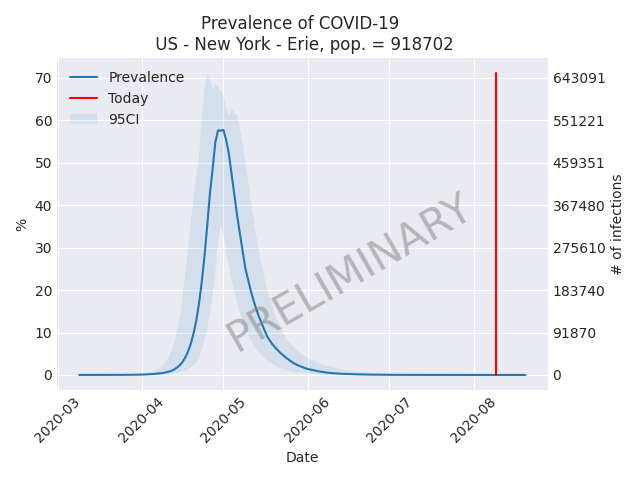 Prevalence of COVID-19
US - New York - Erie, pop. = 918702
Prevalence
Today
95CI
%
70
60
50
40
30
20
10
0
643091
551221
459351
367480
275610
183740
91870
0
# of infections
PRELIMINARY
2020-03
2020-04
2020-05
2020-06
2020-07
2020-08
Date